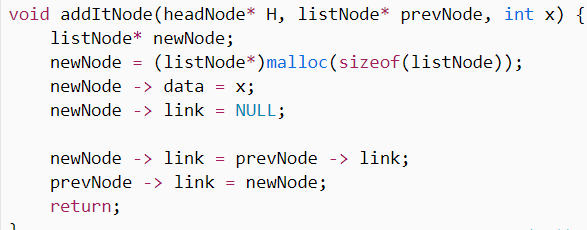 void addItNode(headNode* H, listNode* prevNode, int x) {
listNode* newNode;
newNode = (listNode*)malloc(sizeof(listNode));
newNode -> data = x;
newNode -> link = NULL;
newNode -> link = prevNode -> link;
prevNode -> link = newNode;
return;
}